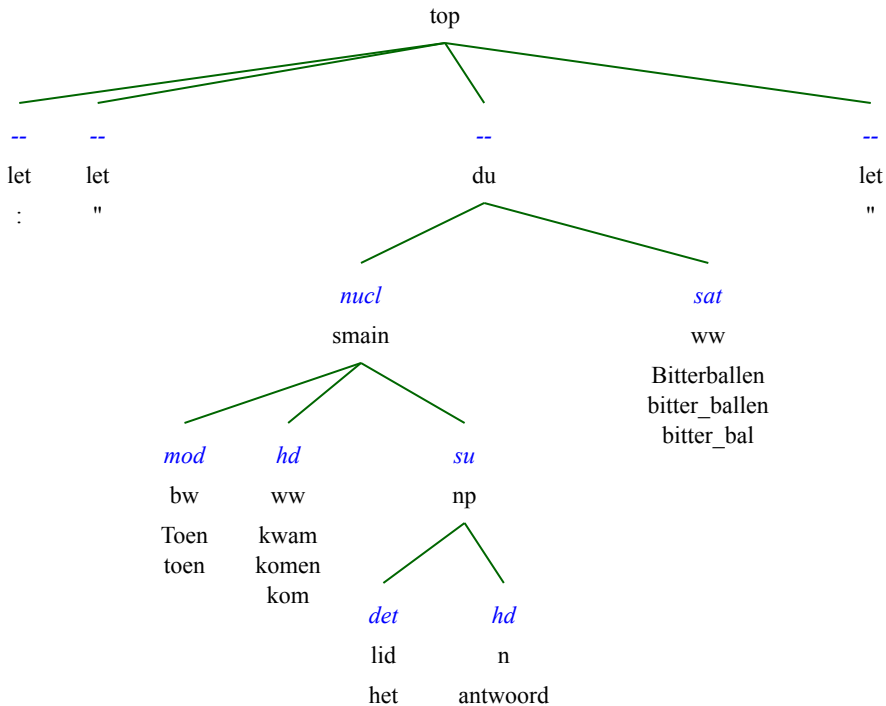 top
-- -- -- --
let let du let
: " "
nucl sat
smain ww
Bitterballen
bitter_ballen
bitter_bal
mod hd su
bw ww np
Toen kwam
toen komen
kom
det hd
lid n
het antwoord